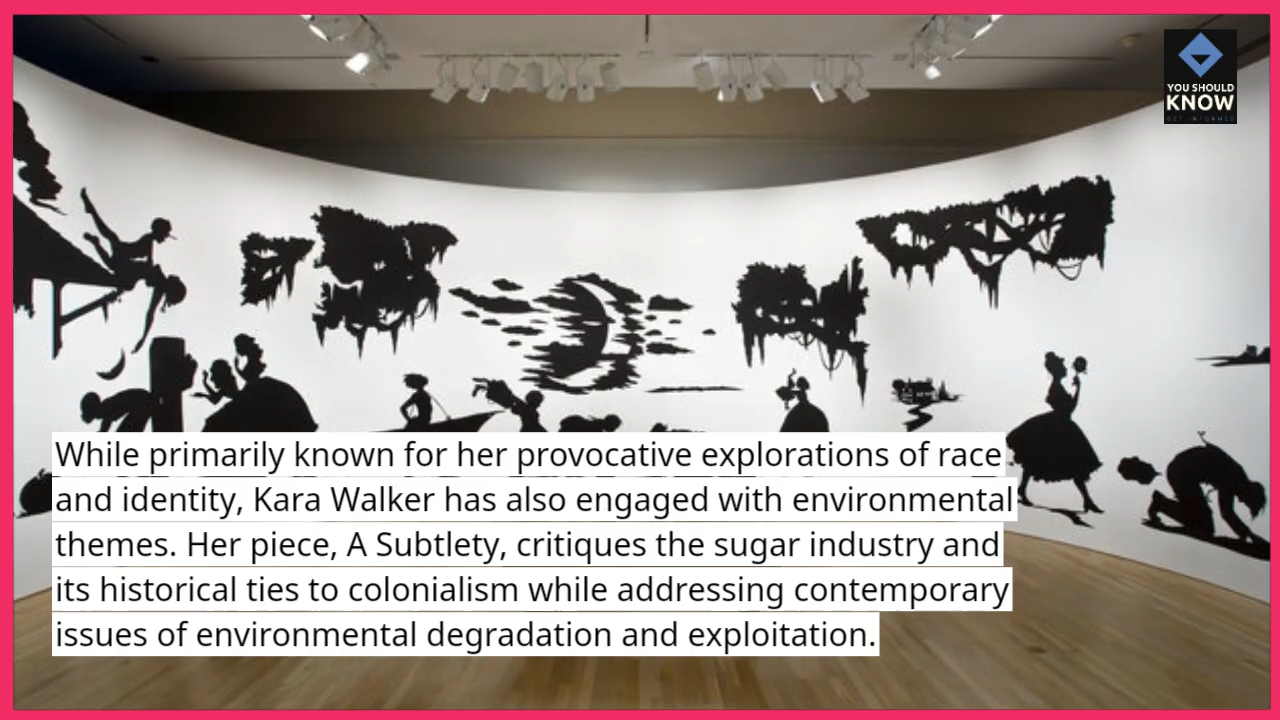 YOU SHOULD
KNOW
GET INFORMED
While primarily known for her provocative explorations of race
and identity, Kara Walker has also engaged with environmental
themes. Her piece, A Subtlety, critiques the sugar industry and
its historical ties to colonialism while addressing contemporary
issues of environmental degradation and exploitation.